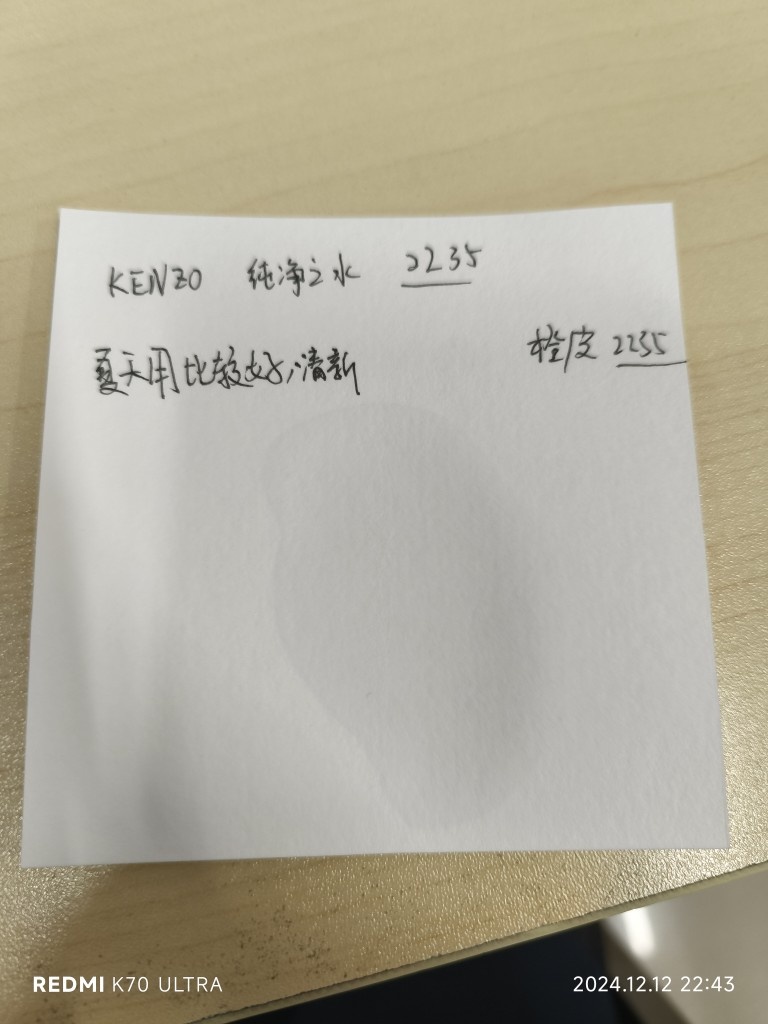 KENZO 纯净之水 2235
橙皮 2235
夏天用比较好,清新
REDMI K70 ULTRA
2024.12.12 22:43